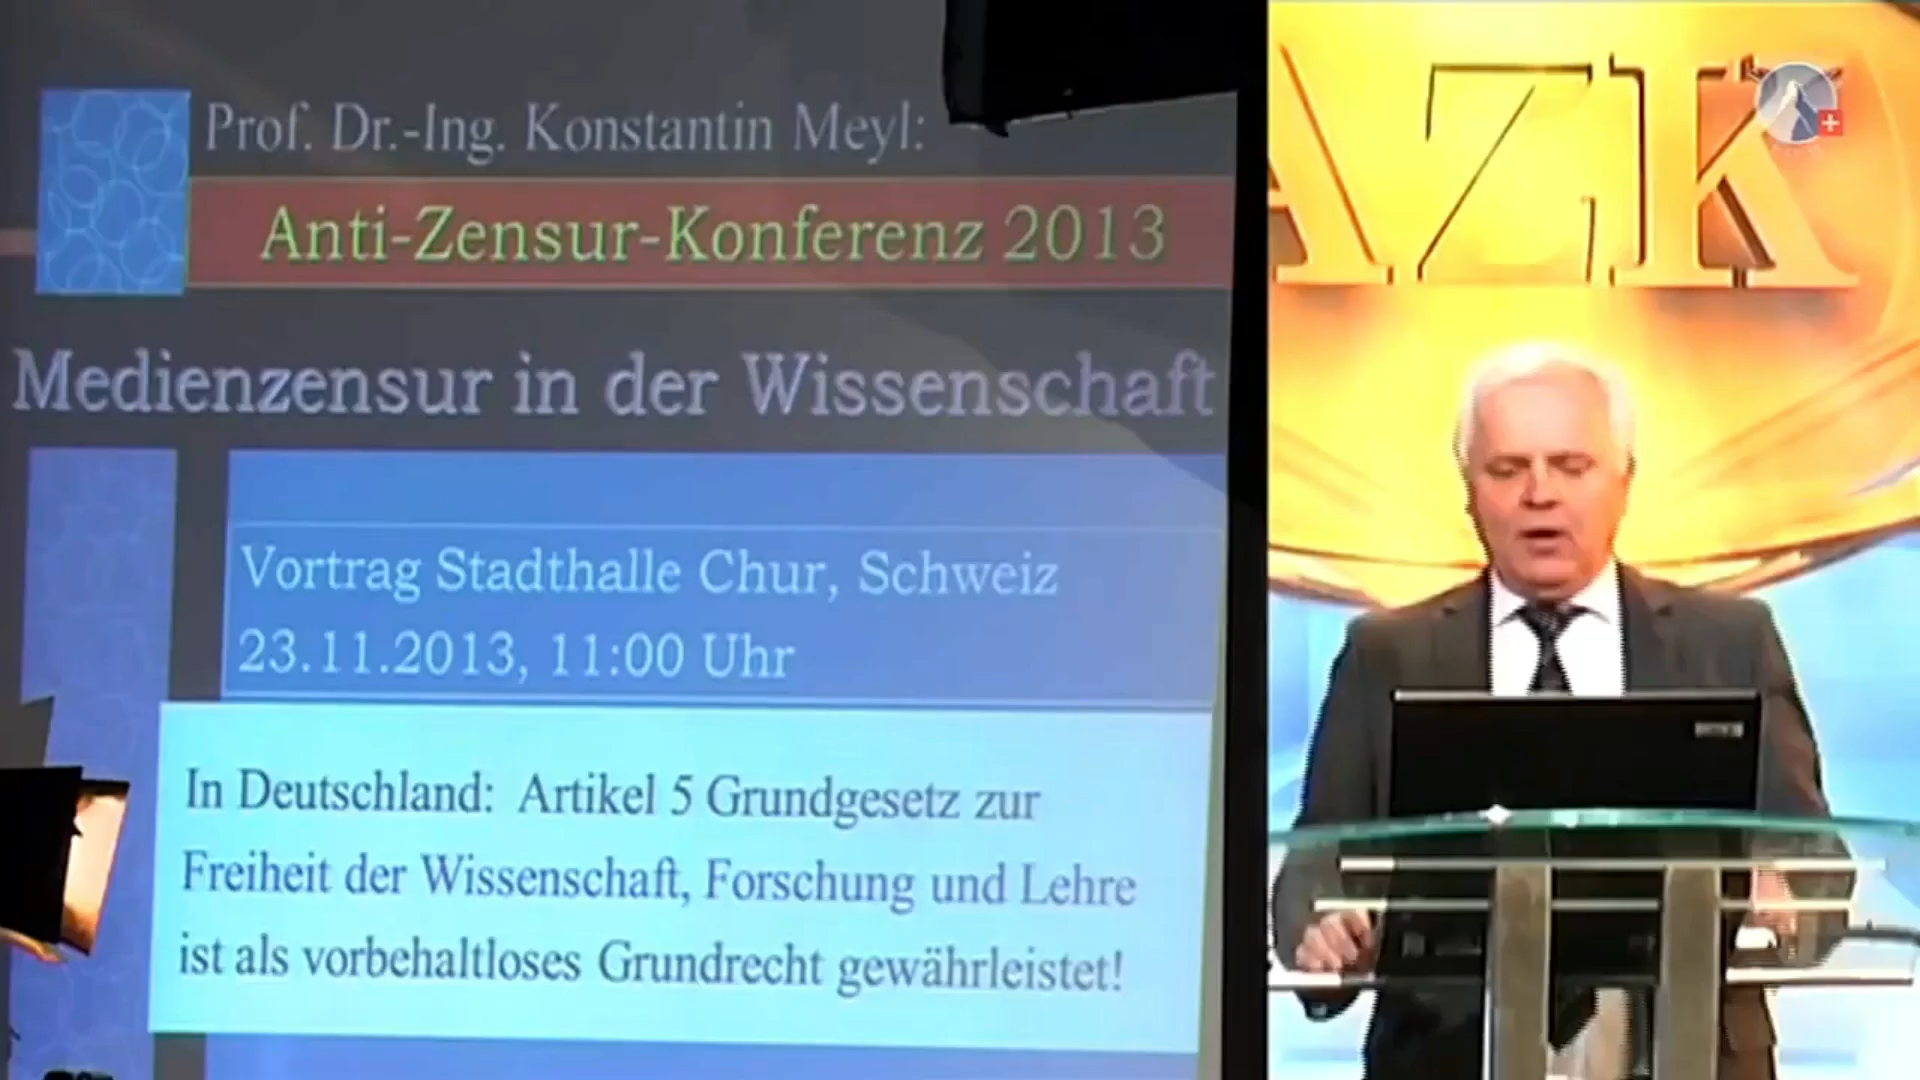 Prof. Dr.-Ing. Konstantin Meyl:
Anti-Zensur-Konferenz 2013
Medienzensur in der Wissenschaft
Vortrag Stadthalle Chur, Schweiz
23.11.2013, 11:00 Uhr
In Deutschland: Artikel 5 Grundgesetz zur
Freiheit der Wissenschaft, Forschung und Lehre
ist als vorbehaltloses Grundrecht gewährleistet!
AZK